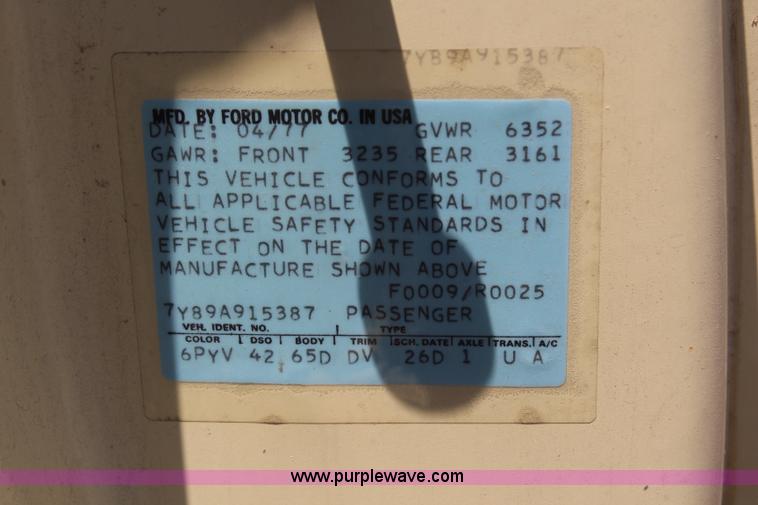 7Y89A915387
MFD. BY FORD MOTOR CO. IN USA
DATE: 04/77 GVWR 6352
GAWR: FRONT 3235 REAR 3161
THIS VEHICLE CONFORMS TO
ALL APPLICABLE FEDERAL MOTOR
VEHICLE SAFETY STANDARDS IN
EFFECT ON THE DATE OF
MANUFACTURE SHOWN ABOVE
F0009/R0025
7Y89A915387 PASSENGER
VEH. IDENT. NO. TYPE
COLOR DSO BODY TRIM SCH. DATE AXLE TRANS. A/C
6PYV 42 65D DV 26D 1 U A
www.purplewave.com